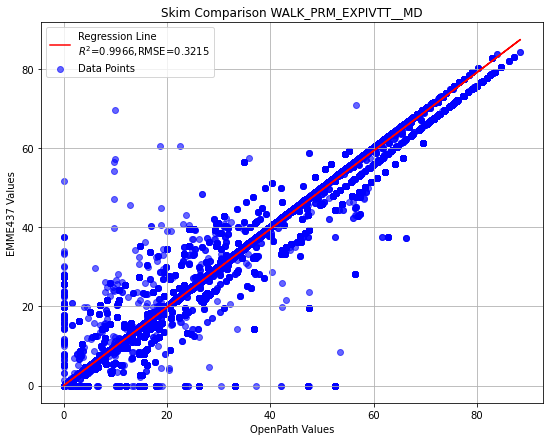 Skim Comparison WALK_PRM_EXPIVTT__MD
Regression Line
R²=0.9966,RMSE=0.3215
Data Points
EMME437 Values
80
60
40
20
0
0 20 40 60 80
OpenPath Values